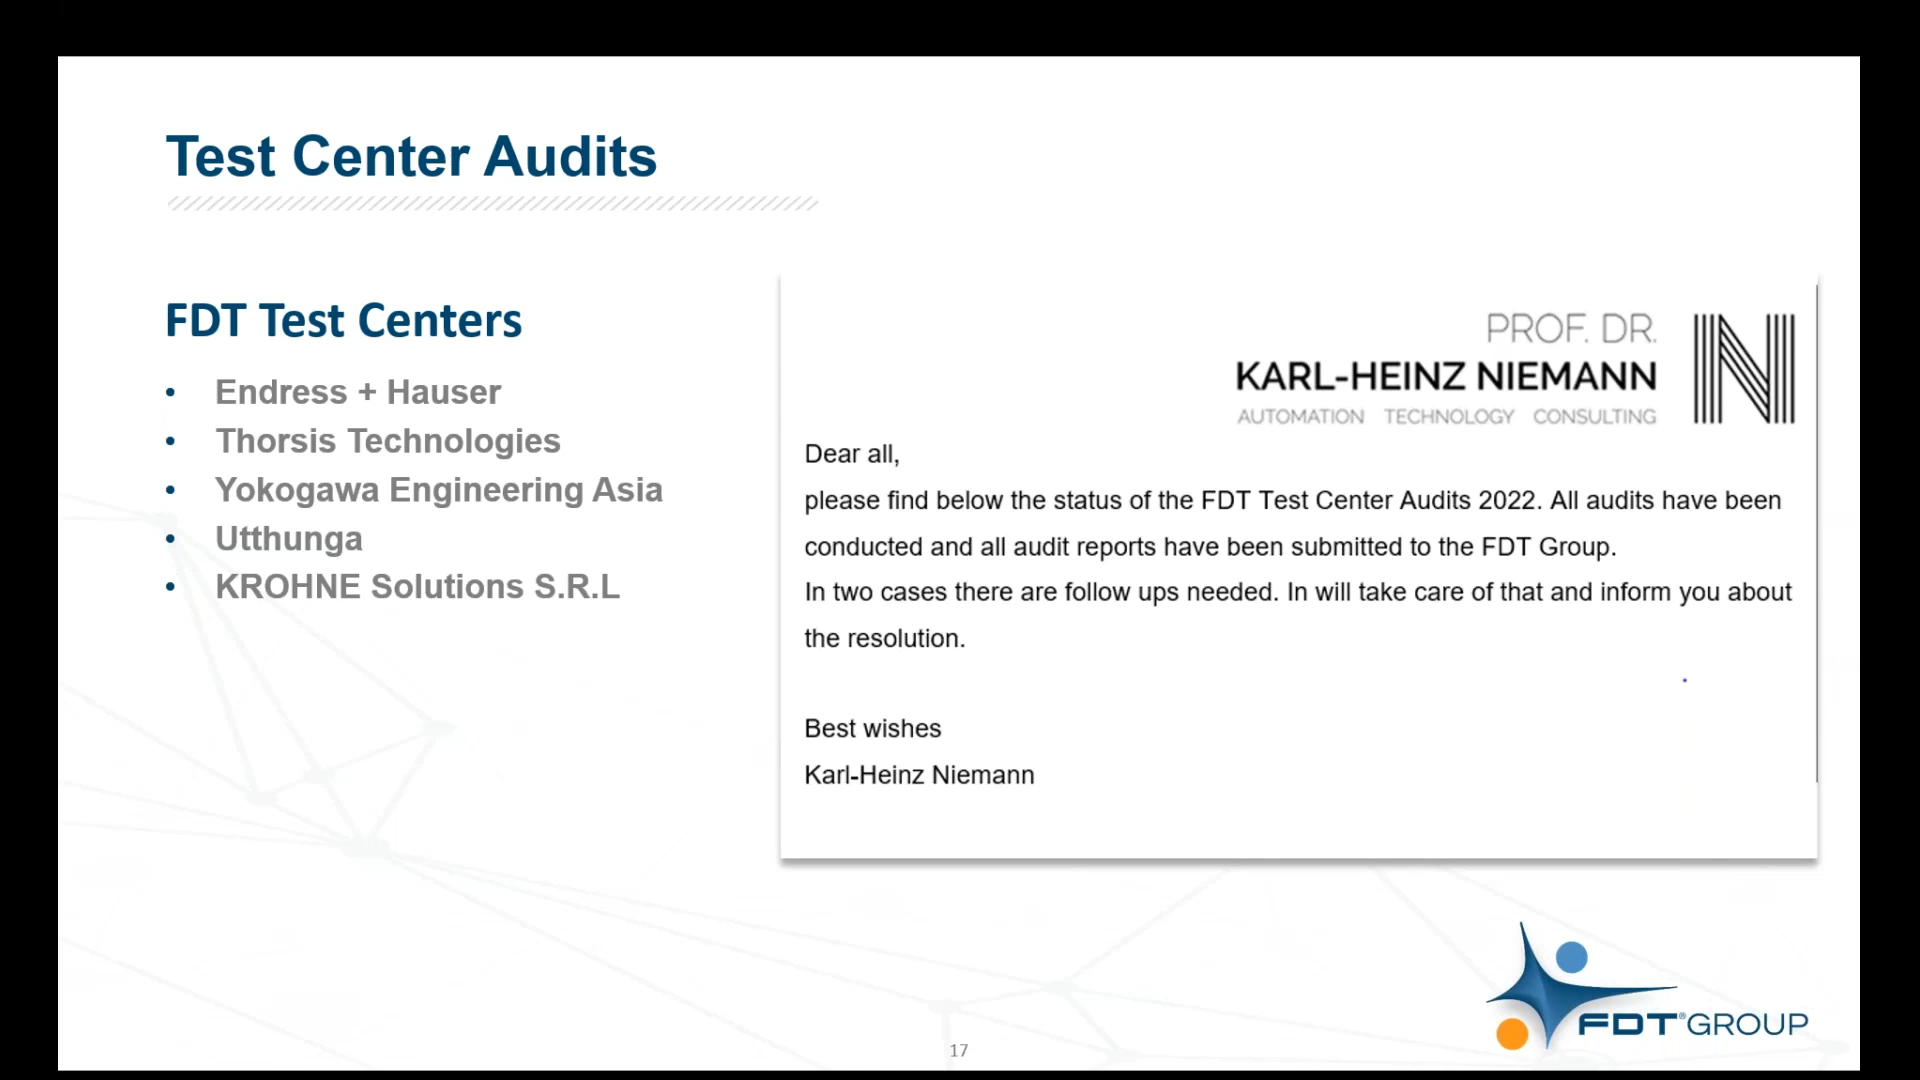 Test Center Audits
FDT Test Centers
• Endress + Hauser
• Thorsis Technologies
• Yokogawa Engineering Asia
• Utthunga
• KROHNE Solutions S.R.L
PROF. DR.
KARL-HEINZ NIEMANN
AUTOMATION TECHNOLOGY CONSULTING
N
Dear all,
please find below the status of the FDT Test Center Audits 2022. All audits have been
conducted and all audit reports have been submitted to the FDT Group.
In two cases there are follow ups needed. In will take care of that and inform you about
the resolution.
Best wishes
Karl-Heinz Niemann
FDT®GROUP
17